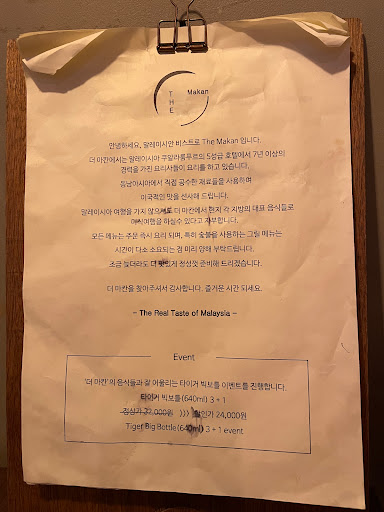 THE Makan
안녕하세요, 말레이시안 비스트로 The Makan 입니다.
더 마칸에서는 말레이시아 쿠알라룸푸르의 5성급 호텔에서 7년 이상의
경력을 가진 요리사들이 요리를 하고 있습니다.
동남아시아에서 직접 공수한 재료들을 사용하며
이국적인 맛을 선사해 드립니다.
말레이시아 여행을 가지 않으셔도 더 마칸에서 현지 각 지방의 대표 음식들로
미식여행을 하실수 있다고 자부합니다.
모든 메뉴는 주문 즉시 요리 되며, 특히 숯불을 사용하는 그릴 메뉴는
시간이 다소 소요되는 점 미리 양해 부탁드립니다.
조금 늦더라도 더 맛있게 정성껏 준비해 드리겠습니다.
더 마칸을 찾아주셔서 감사합니다. 즐거운 시간 되세요.
– The Real Taste of Malaysia –
Event
‘더 마칸’의 음식들과 잘 어울리는 타이거 빅보틀 이벤트를 진행합니다.
타이거 빅보틀(640ml) 3 + 1
정상가 32,000원 >>> 할인가 24,000원
Tiger Big Bottle(640ml) 3 + 1 event